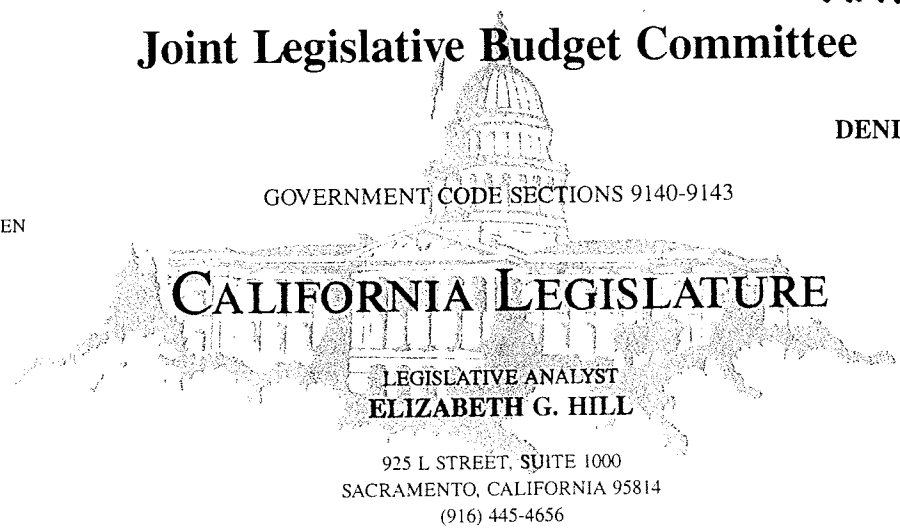 Joint Legislative Budget Committee
DENI
GOVERNMENT CODE SECTIONS 9140-9143
EN
CALIFORNIA LEGISLATURE
LEGISLATIVE ANALYST
ELIZABETH G. HILL
925 L STREET, SUITE 1000
SACRAMENTO, CALIFORNIA 95814
(916) 445-4656